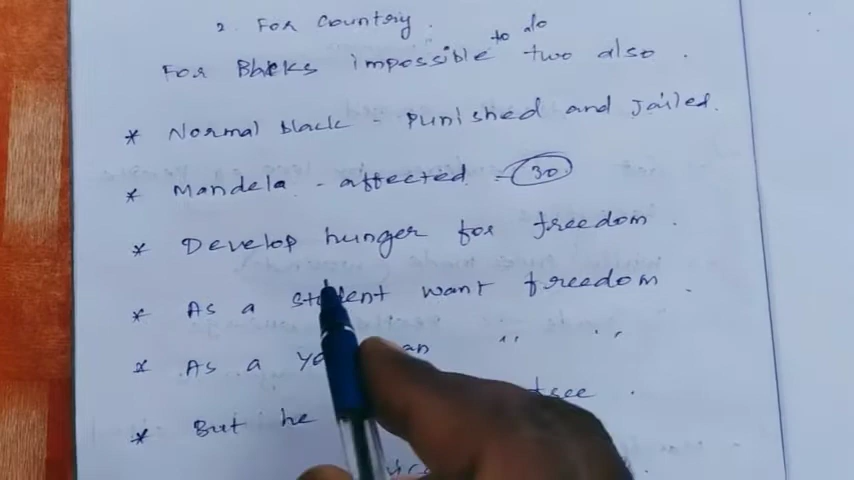 2. For country.
For Blacks impossible to do two also.
* Normal black - punished and jailed.
* Mandela - affected - 30.
* Develop hunger for freedom.
* As a student want freedom.
* As a " "
* But he